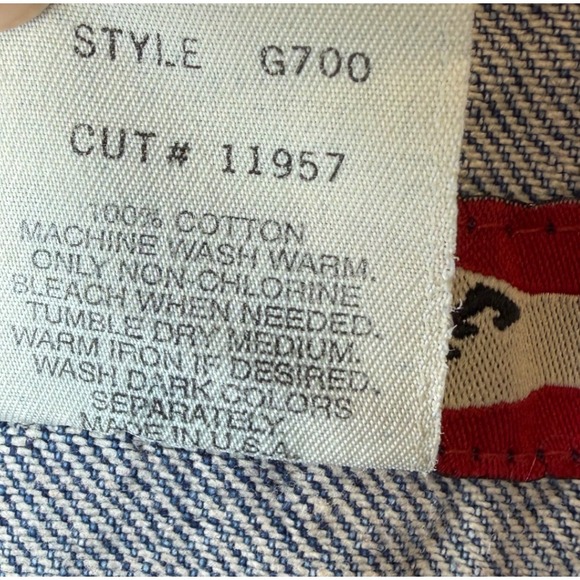 STYLE G700
CUT# 11957
100% COTTON
MACHINE WASH WARM.
ONLY NON-CHLORINE
BLEACH WHEN NEEDED.
TUMBLE DRY MEDIUM.
WARM IRON IF DESIRED.
WASH DARK COLORS
SEPARATELY
MADE IN U.S.A.